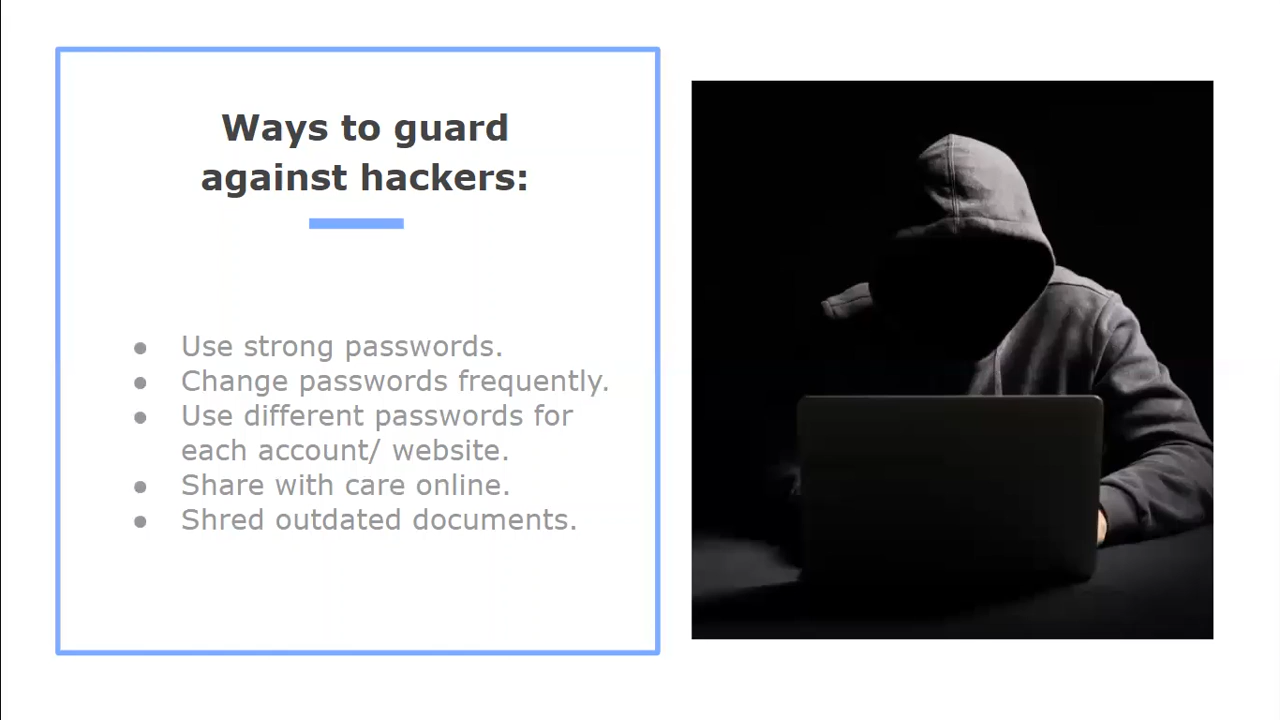 Ways to guard
against hackers:
● Use strong passwords.
● Change passwords frequently.
● Use different passwords for
each account/ website.
● Share with care online.
● Shred outdated documents.